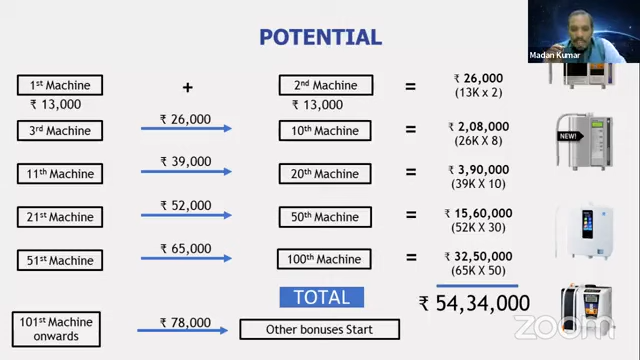 POTENTIAL
Madan Kumar
1st Machine + 2nd Machine = ₹ 26,000
₹ 13,000 ₹ 13,000 (13K x 2)
3rd Machine ₹ 26,000 10th Machine = ₹ 2,08,000
(26K X 8)
NEW!
11th Machine ₹ 39,000 20th Machine = ₹ 3,90,000
(39K X 10)
21st Machine ₹ 52,000 50th Machine = ₹ 15,60,000
(52K X 30)
51st Machine ₹ 65,000 100th Machine = ₹ 32,50,000
(65K X 50)
TOTAL ₹ 54,34,000
101st Machine onwards ₹ 78,000 Other bonuses Start
zoom